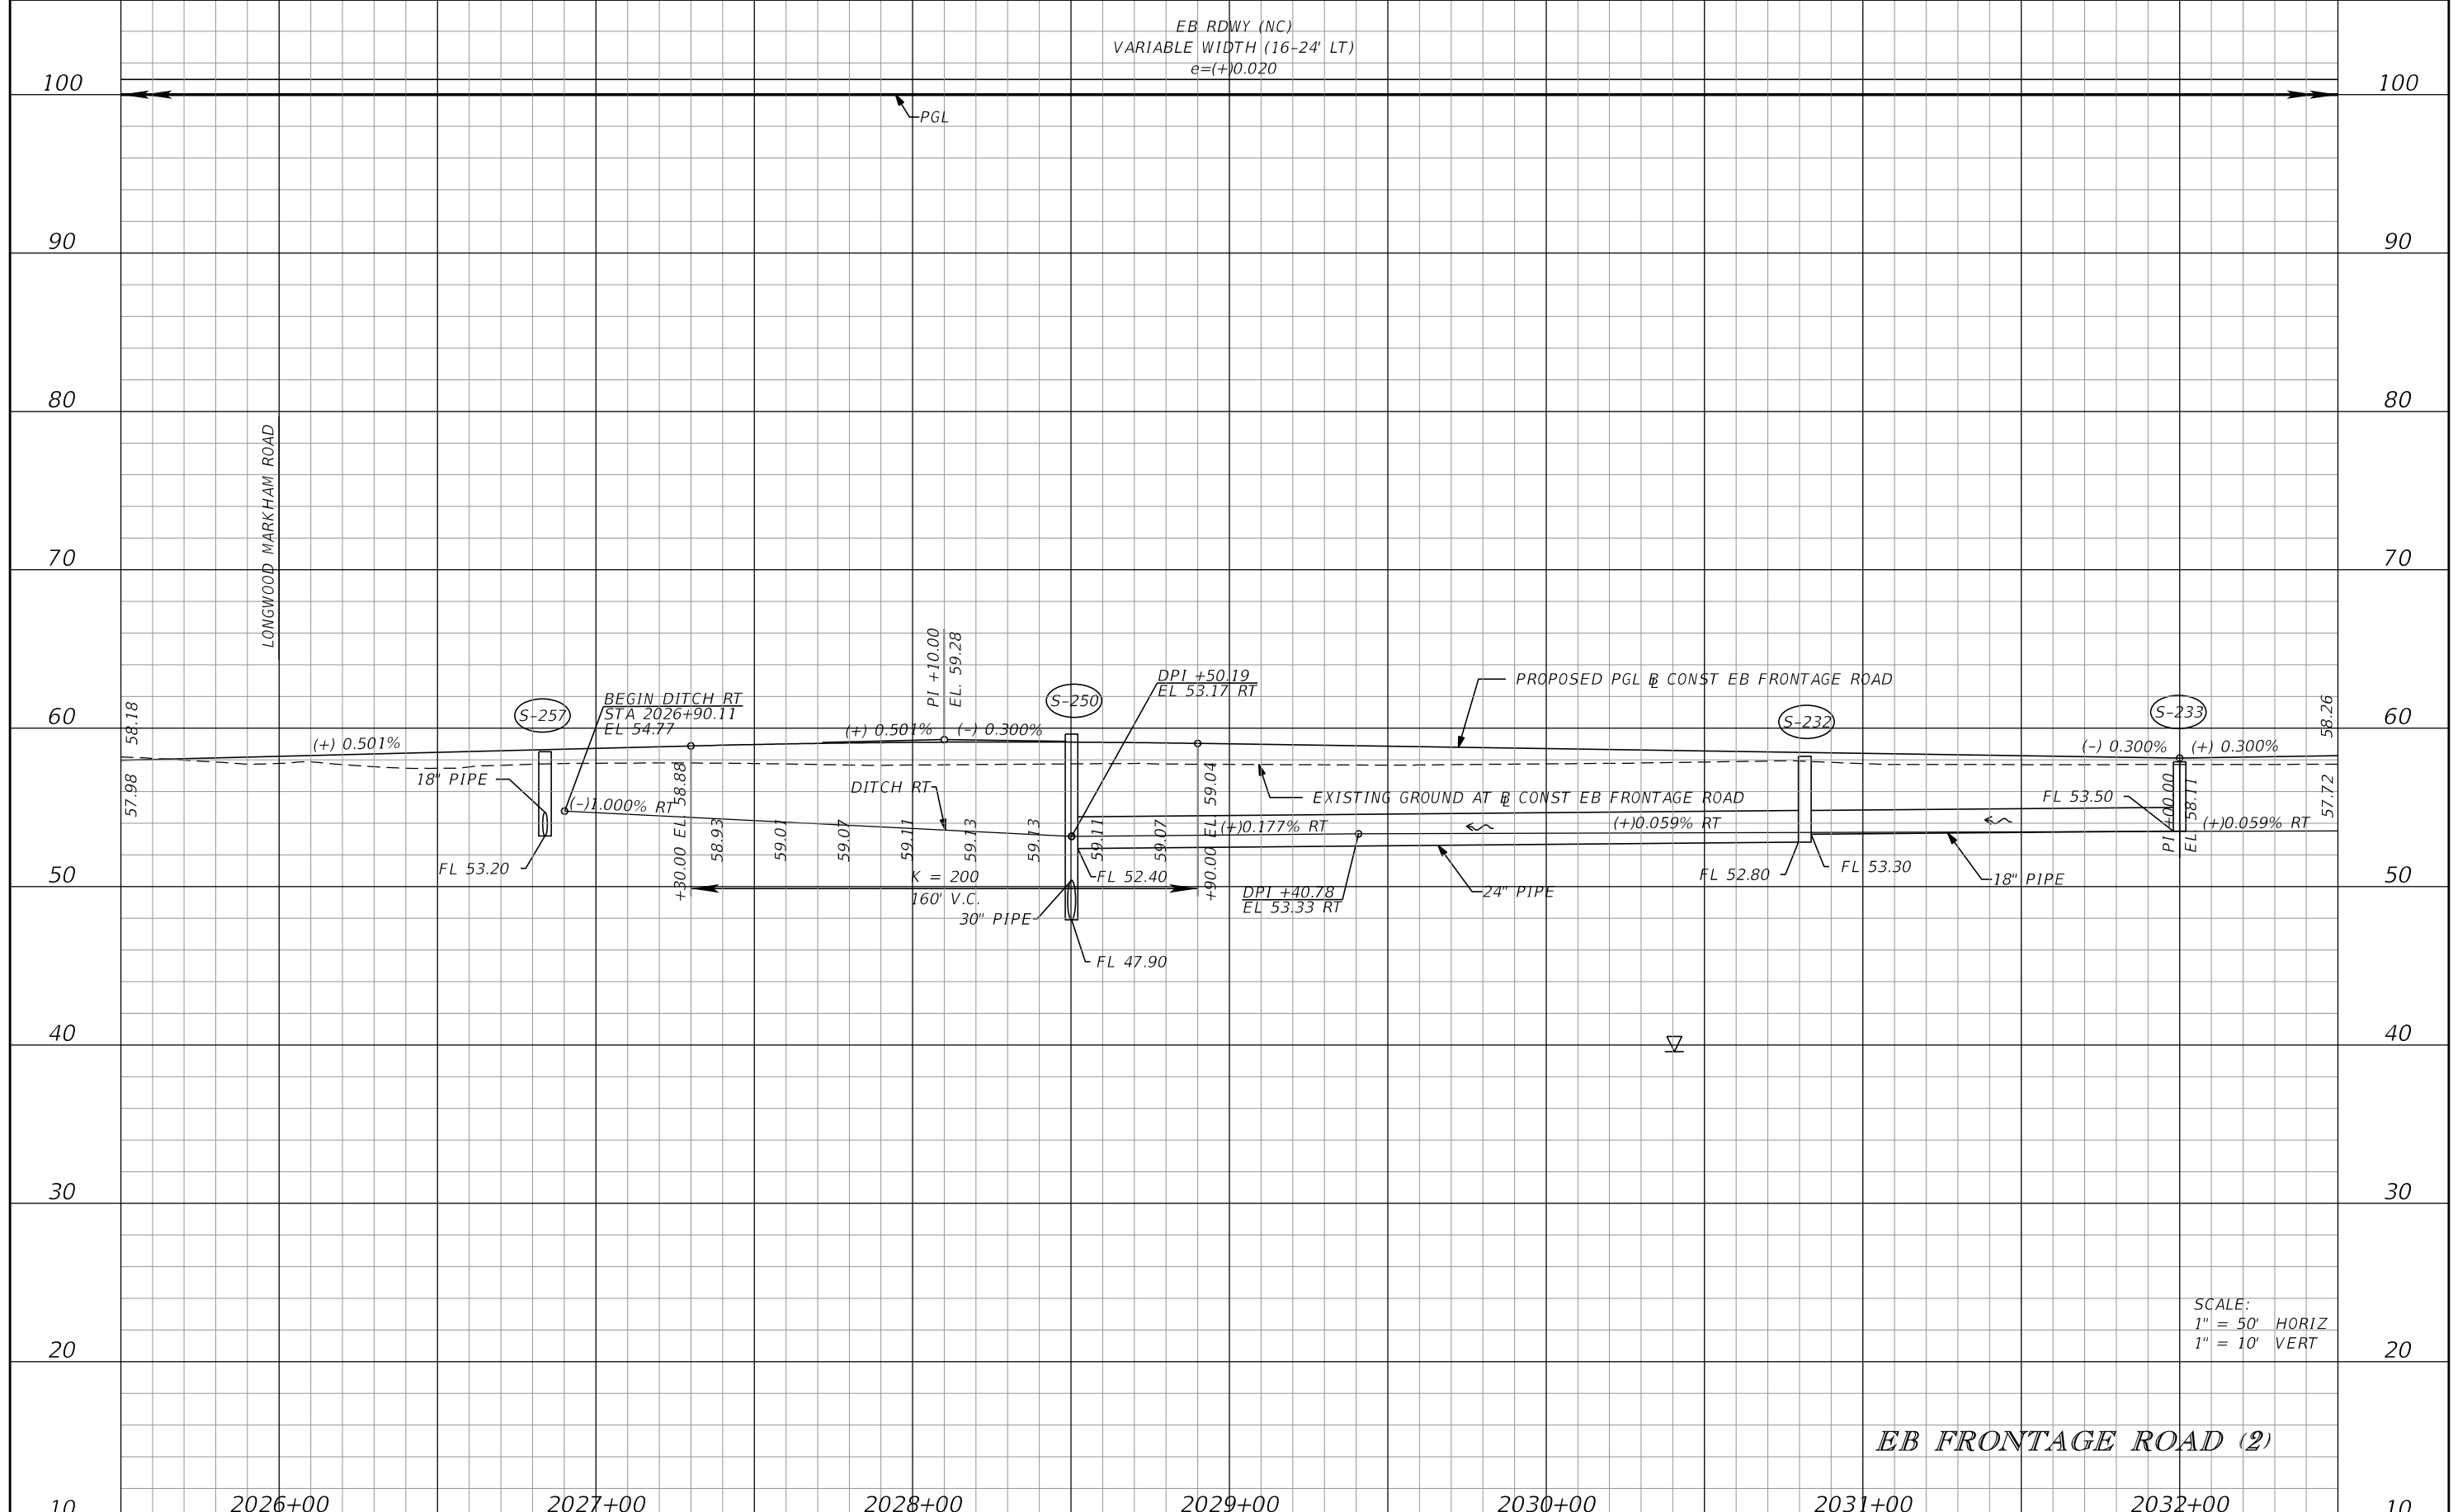 EB RDWY (NC)
VARIABLE WIDTH (16-24' LT)
e=(+)0.020
100
100
PGL
90
90
80
80
LONGWOOD MARKHAM ROAD
70
70
PI +10.00
EL. 59.28
DPI +50.19
EL 53.17 RT
PROPOSED PGL ℄ CONST EB FRONTAGE ROAD
BEGIN DITCH RT
STA 2026+90.11
EL 54.77
S-257
S-250
S-232
S-233
60
60
58.18
57.98
58.26
57.72
(+) 0.501%
(+) 0.501%
(-) 0.300%
(-) 0.300%
(+) 0.300%
18" PIPE
(-)1.000% RT
DITCH RT
EXISTING GROUND AT ℄ CONST EB FRONTAGE ROAD
FL 53.50
PI +00.00
EL. 58.11
(+)0.177% RT
(+)0.059% RT
(+)0.059% RT
+30.00 EL. 58.88
58.93
59.01
59.07
59.11
59.13
59.13
59.11
59.07
+90.00 EL. 59.04
FL 53.20
50
50
K = 200
160' V.C.
FL 52.40
30" PIPE
DPI +40.78
EL 53.33 RT
24" PIPE
FL 52.80
FL 53.30
18" PIPE
FL 47.90
40
40
30
30
SCALE:
1" = 50' HORIZ
1" = 10' VERT
20
20
EB FRONTAGE ROAD (2)
10
2026+00
2027+00
2028+00
2029+00
2030+00
2031+00
2032+00
10